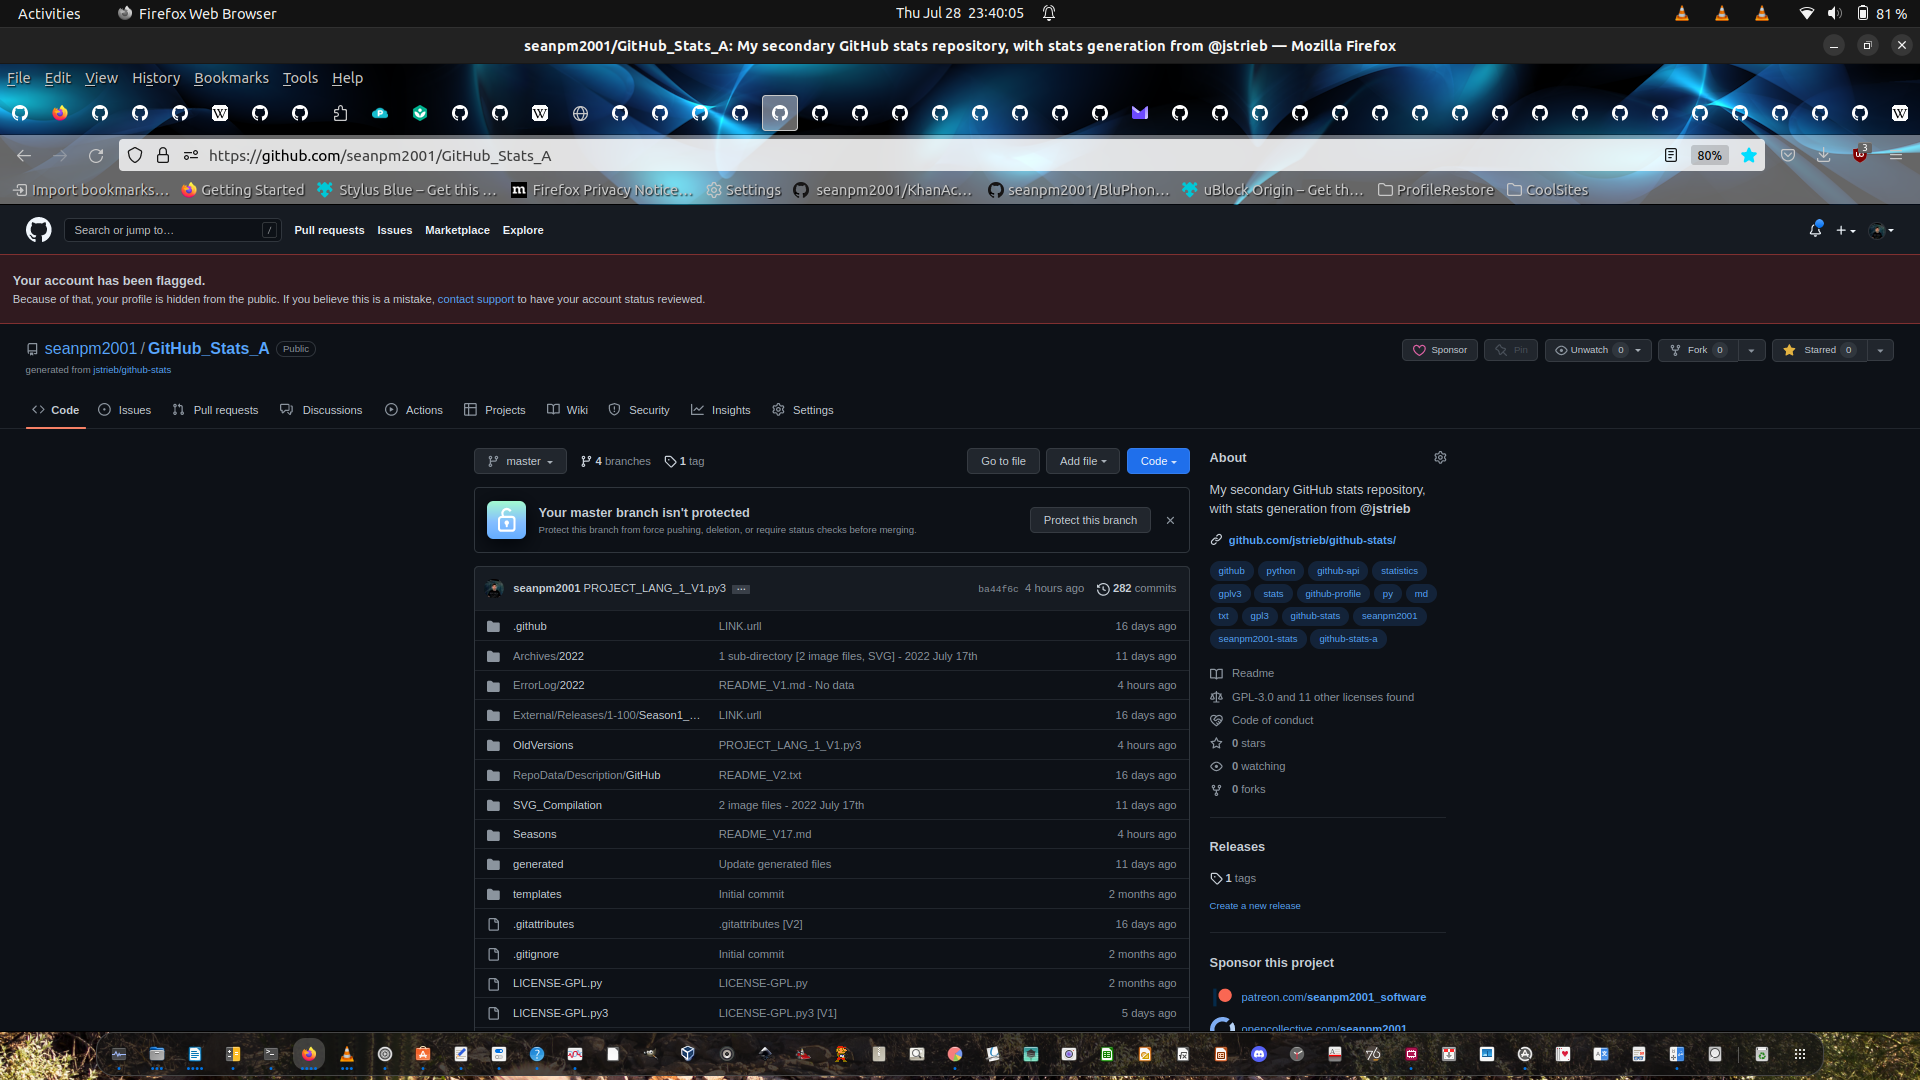 Activities Firefox Web Browser Thu Jul 28 23:40:05 81 %
seanpm2001/GitHub_Stats_A: My secondary GitHub stats repository, with stats generation from @jstrieb — Mozilla Firefox
File Edit View History Bookmarks Tools Help
https://github.com/seanpm2001/GitHub_Stats_A 80% 3
Import bookmarks… Getting Started Stylus Blue – Get this … Firefox Privacy Notice… Settings seanpm2001/KhanAc… seanpm2001/BluPhon… uBlock Origin – Get th… ProfileRestore CoolSites
Search or jump to… / Pull requests Issues Marketplace Explore
Your account has been flagged.
Because of that, your profile is hidden from the public. If you believe this is a mistake, contact support to have your account status reviewed.
seanpm2001 / GitHub_Stats_A Public Sponsor Pin Unwatch 0 Fork 0 Starred 0
generated from jstrieb/github-stats
Code Issues Pull requests Discussions Actions Projects Wiki Security Insights Settings
master 4 branches 1 tag Go to file Add file Code
Your master branch isn't protected
Protect this branch from force pushing, deletion, or require status checks before merging.
Protect this branch
seanpm2001 PROJECT_LANG_1_V1.py3 … ba44f6c 4 hours ago 282 commits
.github LINK.urll 16 days ago
Archives/2022 1 sub-directory [2 image files, SVG] - 2022 July 17th 11 days ago
ErrorLog/2022 README_V1.md - No data 4 hours ago
External/Releases/1-100/Season1_… LINK.urll 16 days ago
OldVersions PROJECT_LANG_1_V1.py3 4 hours ago
RepoData/Description/GitHub README_V2.txt 16 days ago
SVG_Compilation 2 image files - 2022 July 17th 11 days ago
Seasons README_V17.md 4 hours ago
generated Update generated files 11 days ago
templates Initial commit 2 months ago
.gitattributes .gitattributes [V2] 16 days ago
.gitignore Initial commit 2 months ago
LICENSE-GPL.py LICENSE-GPL.py 2 months ago
LICENSE-GPL.py3 LICENSE-GPL.py3 [V1] 5 days ago
About
My secondary GitHub stats repository,
with stats generation from @jstrieb
github.com/jstrieb/github-stats/
github python github-api statistics
gplv3 stats github-profile py md
txt gpl3 github-stats seanpm2001
seanpm2001-stats github-stats-a
Readme
GPL-3.0 and 11 other licenses found
Code of conduct
0 stars
0 watching
0 forks
Releases
1 tags
Create a new release
Sponsor this project
patreon.com/seanpm2001_software
opencollective.com/seanpm2001